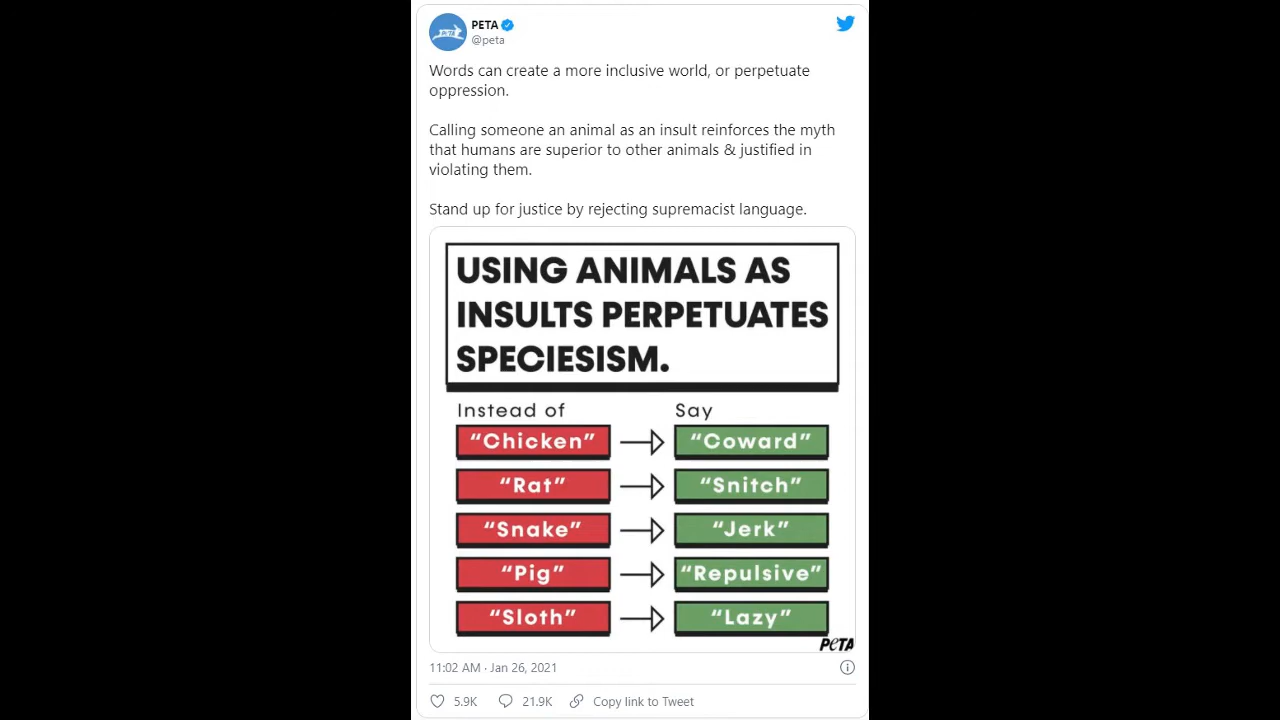 PETA
@peta
Words can create a more inclusive world, or perpetuate
oppression.
Calling someone an animal as an insult reinforces the myth
that humans are superior to other animals & justified in
violating them.
Stand up for justice by rejecting supremacist language.
USING ANIMALS AS
INSULTS PERPETUATES
SPECIESISM.
Instead of Say
“Chicken” “Coward”
“Rat” “Snitch”
“Snake” “Jerk”
“Pig” “Repulsive”
“Sloth” “Lazy”
PETA
11:02 AM · Jan 26, 2021
5.9K 21.9K Copy link to Tweet